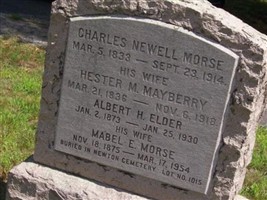 CHARLES NEWELL MORSE
MAR. 5, 1833 — SEPT. 23, 1914
HIS WIFE
HESTER M. MAYBERRY
MAR. 21, 1836 — NOV. 6, 1918
ALBERT H. ELDER
JAN. 2, 1873 — JAN. 25, 1930
HIS WIFE
MABEL E. MORSE
NOV. 18, 1875 — MAR. 17, 1954
BURIED IN NEWTON CEMETERY LOT NO. 1850